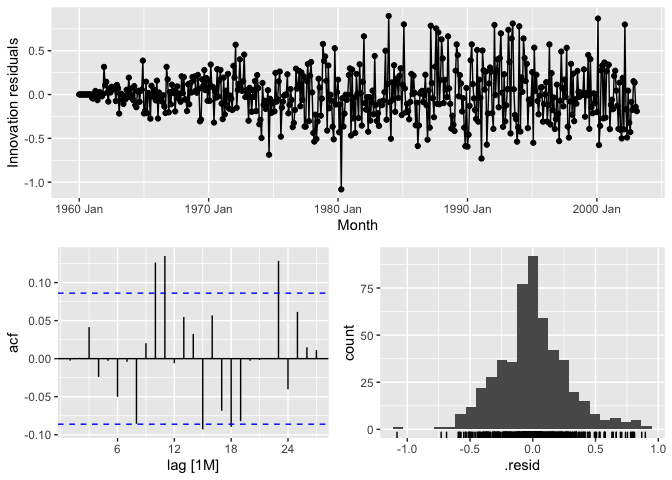 Innovation residuals
0.5
0.0
-0.5
-1.0
1960 Jan 1970 Jan 1980 Jan 1990 Jan 2000 Jan
Month
acf
0.10
0.05
0.00
-0.05
-0.10
6 12 18 24
lag [1M]
count
75
50
25
0
-1.0 -0.5 0.0 0.5 1.0
.resid